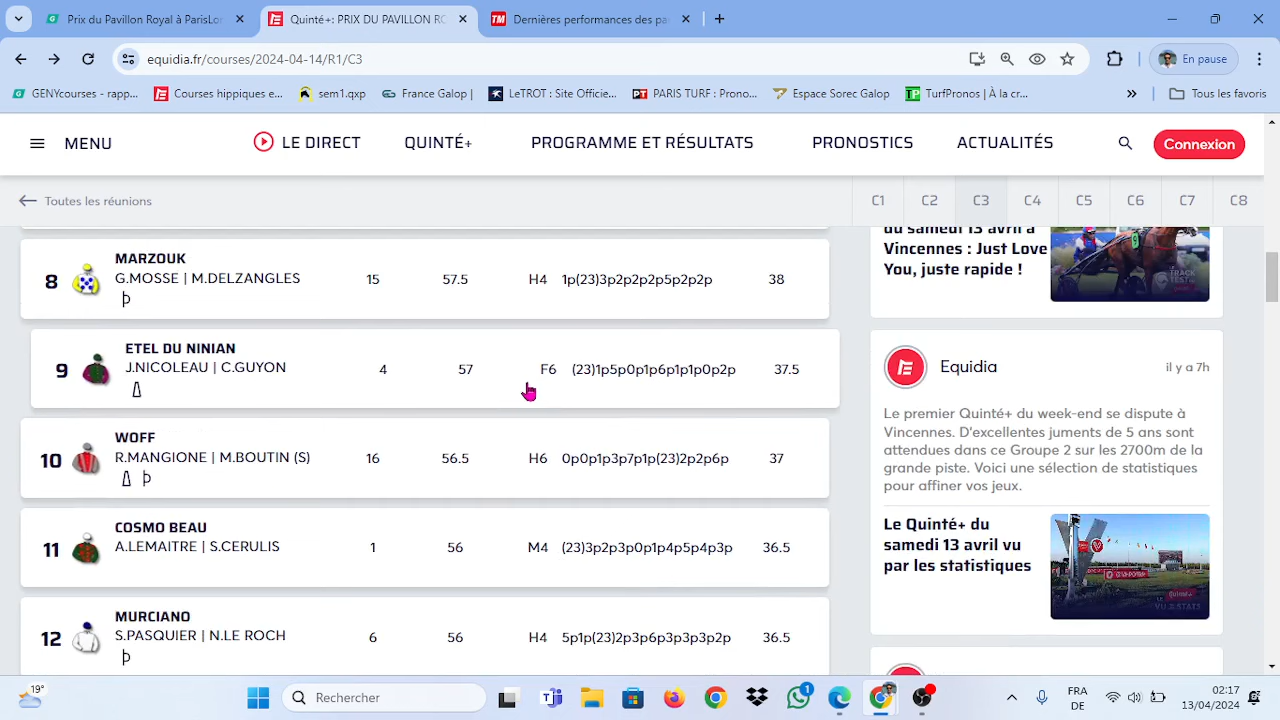 Prix du Pavillon Royal à ParisLo
Quinté+: PRIX DU PAVILLON RO
Dernières performances des pa
equidia.fr/courses/2024-04-14/R1/C3
En pause
GENYcourses - rapp...
Courses hippiques e...
sem1.qxp
France Galop |
LeTROT : Site Officie...
PARIS TURF : Prono...
Espace Sorec Galop
TurfPronos | À la cr...
Tous les favoris
MENU
LE DIRECT
QUINTÉ+
PROGRAMME ET RÉSULTATS
PRONOSTICS
ACTUALITÉS
Connexion
Toutes les réunions
C1 C2 C3 C4 C5 C6 C7 C8
8
MARZOUK
G.MOSSE | M.DELZANGLES
15 57.5 H4 1p(23)3p2p2p2p5p2p2p 38
9
ETEL DU NINIAN
J.NICOLEAU | C.GUYON
4 57 F6 (23)1p5p0p1p6p1p1p0p2p 37.5
10
WOFF
R.MANGIONE | M.BOUTIN (S)
16 56.5 H6 0p0p1p3p7p1p(23)2p2p6p 37
11
COSMO BEAU
A.LEMAITRE | S.CERULIS
1 56 M4 (23)3p2p3p0p1p4p5p4p3p 36.5
12
MURCIANO
S.PASQUIER | N.LE ROCH
6 56 H4 5p1p(23)2p3p6p3p3p3p2p 36.5
du samedi 13 avril à
Vincennes : Just Love
You, juste rapide !
Equidia
il y a 7h
Le premier Quinté+ du week-end se dispute à
Vincennes. D'excellentes juments de 5 ans sont
attendues dans ce Groupe 2 sur les 2700m de la
grande piste. Voici une sélection de statistiques
pour affiner vos jeux.
Le Quinté+ du
samedi 13 avril vu
par les statistiques
19°
Rechercher
FRA
DE
02:17
13/04/2024